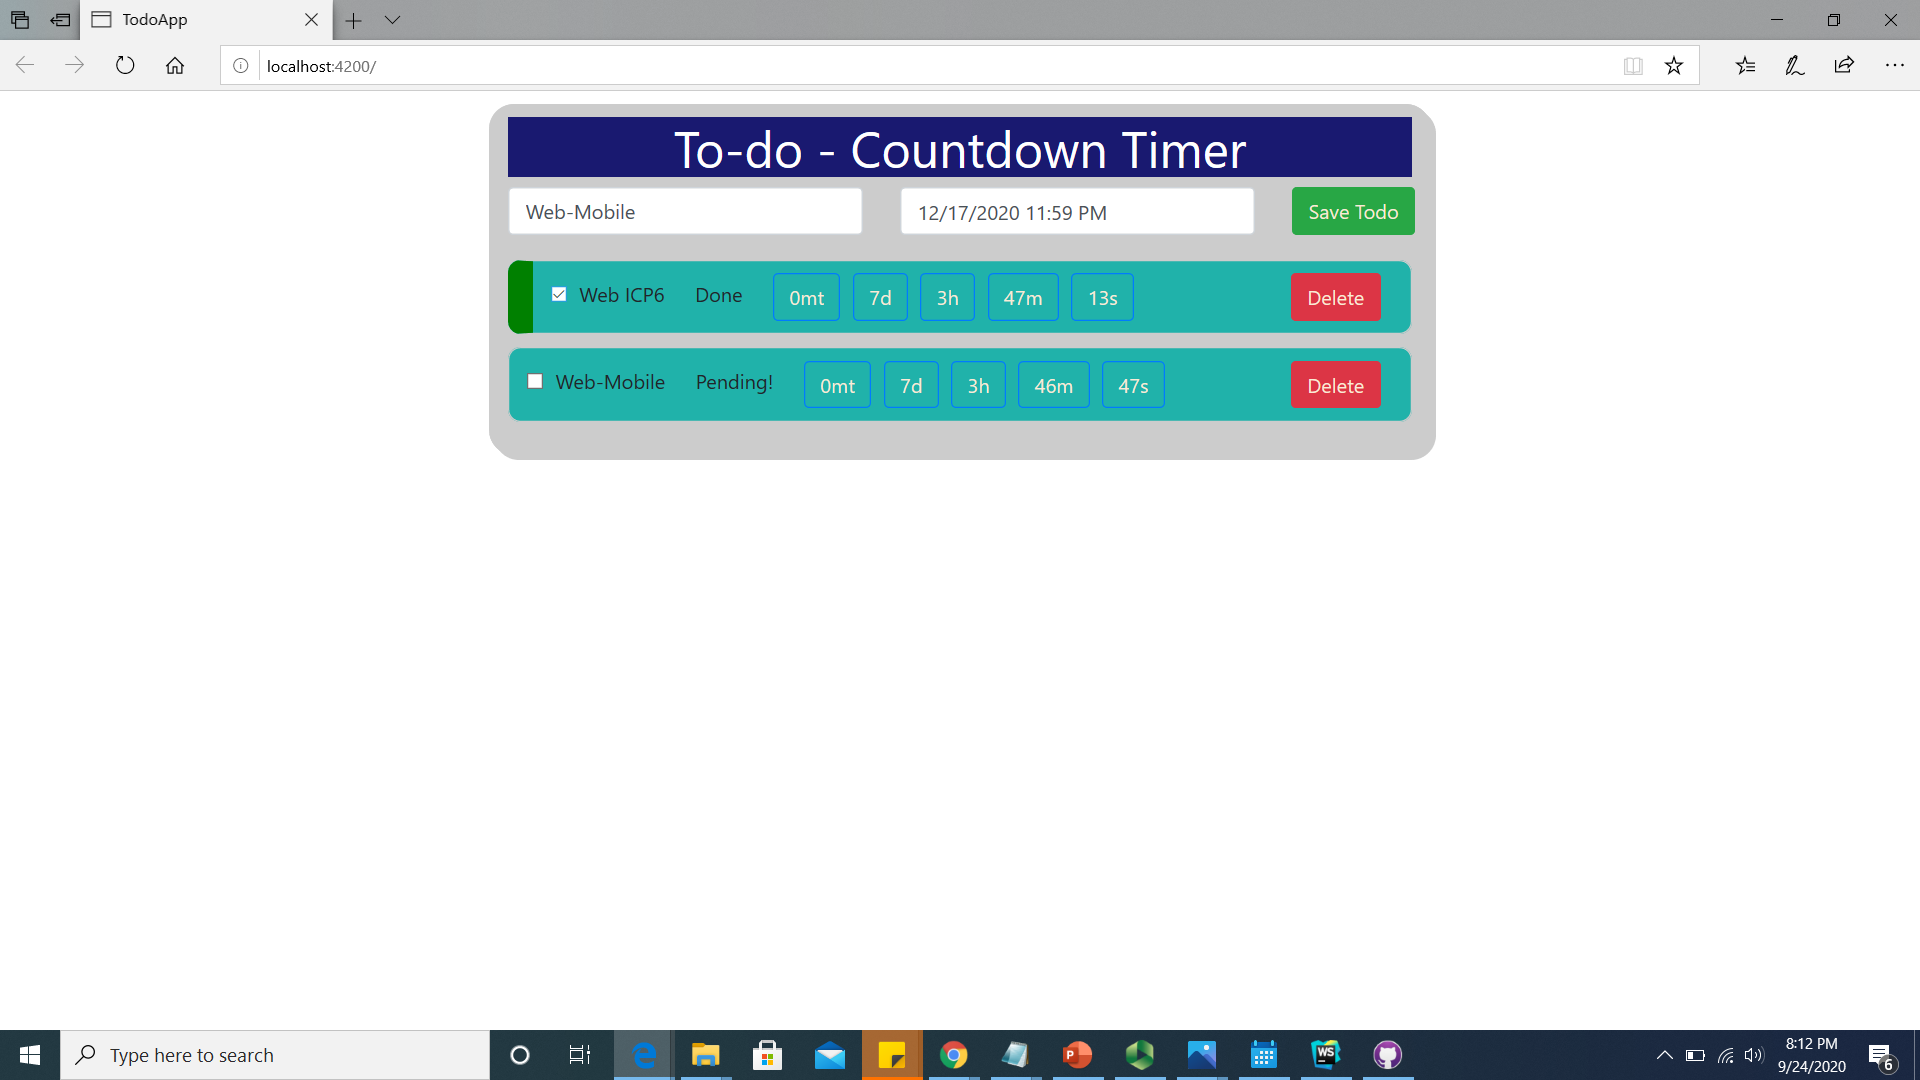 TodoApp
localhost:4200/
To-do - Countdown Timer
Web-Mobile 12/17/2020 11:59 PM Save Todo
Web ICP6 Done 0mt 7d 3h 47m 13s Delete
Web-Mobile Pending! 0mt 7d 3h 46m 47s Delete
Type here to search
P
WS
8:12 PM
9/24/2020
6